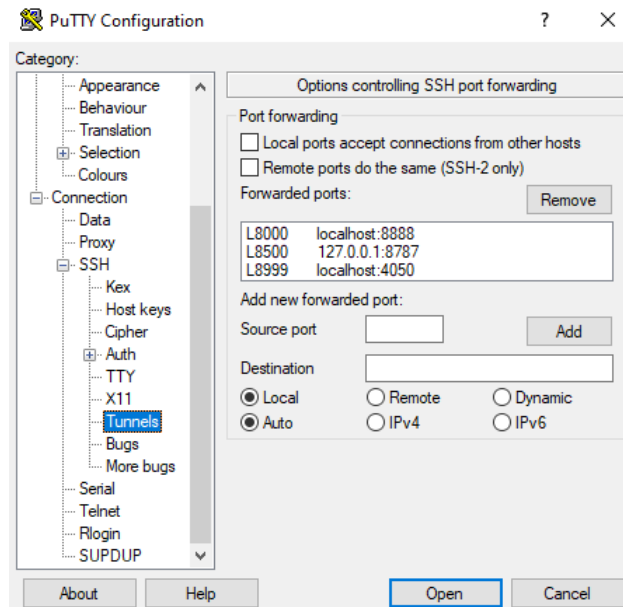 PuTTY Configuration ? ×
Category:
Appearance
Behaviour
Translation
Selection
Colours
Connection
Data
Proxy
SSH
Kex
Host keys
Cipher
Auth
TTY
X11
Tunnels
Bugs
More bugs
Serial
Telnet
Rlogin
SUPDUP
Options controlling SSH port forwarding
Port forwarding
Local ports accept connections from other hosts
Remote ports do the same (SSH-2 only)
Forwarded ports: Remove
L8000 localhost:8888
L8500 127.0.0.1:8787
L8999 localhost:4050
Add new forwarded port:
Source port Add
Destination
Local Remote Dynamic
Auto IPv4 IPv6
About Help Open Cancel